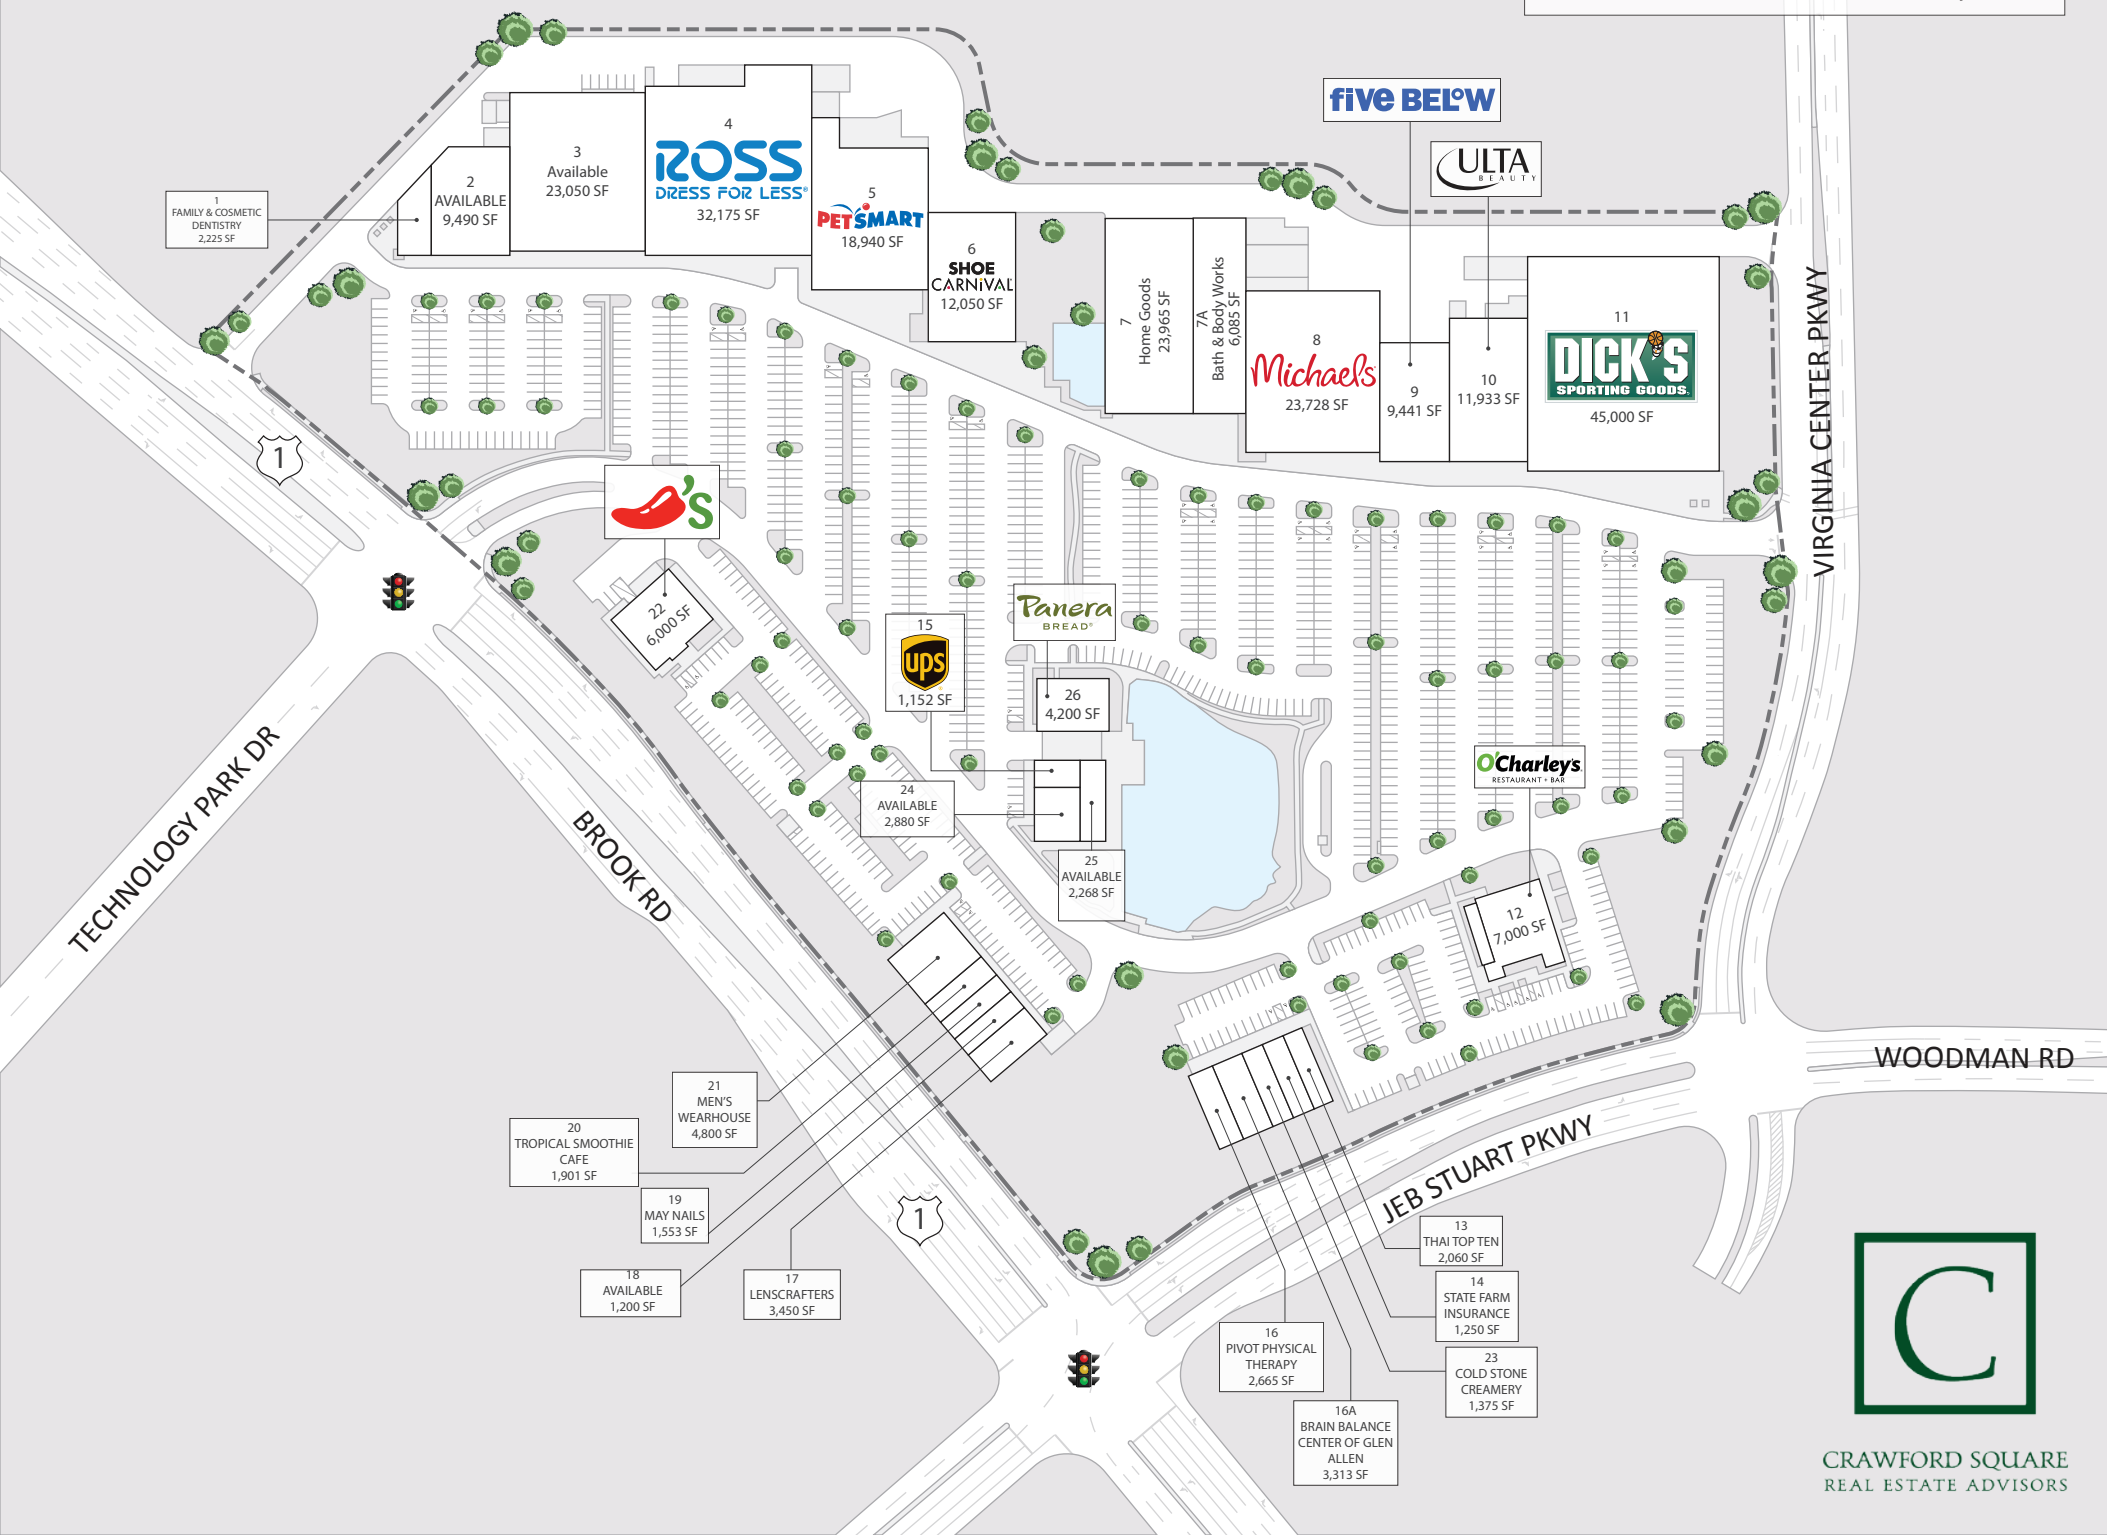 five BELOW
ULTA
BEAUTY
1
FAMILY & COSMETIC
DENTISTRY
2,225 SF
2
AVAILABLE
9,490 SF
3
Available
23,050 SF
4
ROSS
DRESS FOR LESS®
32,175 SF
5
PETSMART
18,940 SF
6
SHOE
CARNIVAL
12,050 SF
7
Home Goods
23,965 SF
7A
Bath & Body Works
6,085 SF
8
Michaels
23,728 SF
9
9,441 SF
10
11,933 SF
11
DICK'S
SPORTING GOODS.
45,000 SF
VIRGINIA CENTER PKWY
1
'S
22
6,000 SF
15
ups
1,152 SF
Panera
BREAD®
26
4,200 SF
24
AVAILABLE
2,880 SF
25
AVAILABLE
2,268 SF
O'Charley's
RESTAURANT + BAR
12
7,000 SF
TECHNOLOGY PARK DR
BROOK RD
WOODMAN RD
JEB STUART PKWY
21
MEN'S
WEARHOUSE
4,800 SF
20
TROPICAL SMOOTHIE
CAFE
1,901 SF
19
MAY NAILS
1,553 SF
18
AVAILABLE
1,200 SF
17
LENSCRAFTERS
3,450 SF
1
13
THAI TOP TEN
2,060 SF
14
STATE FARM
INSURANCE
1,250 SF
23
COLD STONE
CREAMERY
1,375 SF
16
PIVOT PHYSICAL
THERAPY
2,665 SF
16A
BRAIN BALANCE
CENTER OF GLEN
ALLEN
3,313 SF
C
CRAWFORD SQUARE
REAL ESTATE ADVISORS